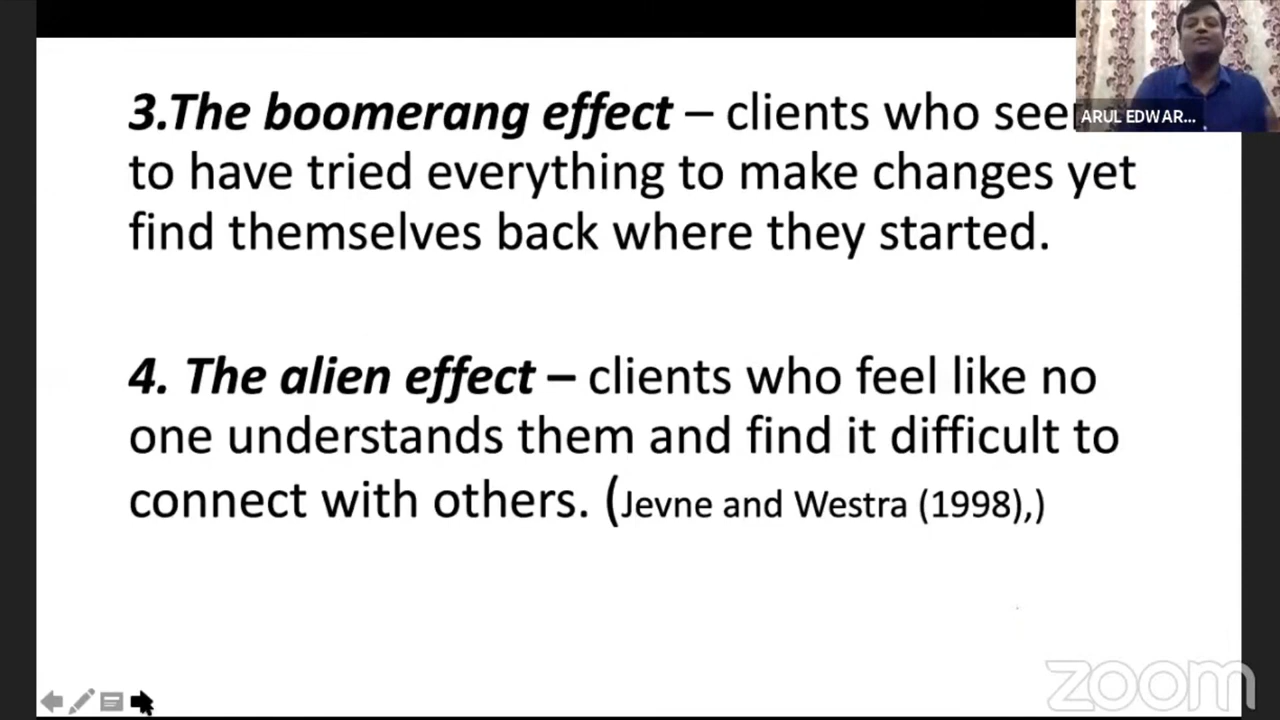 3.The boomerang effect – clients who see
to have tried everything to make changes yet
find themselves back where they started.
4. The alien effect – clients who feel like no
one understands them and find it difficult to
connect with others. (Jevne and Westra (1998),)
ARUL EDWAR...
zoom